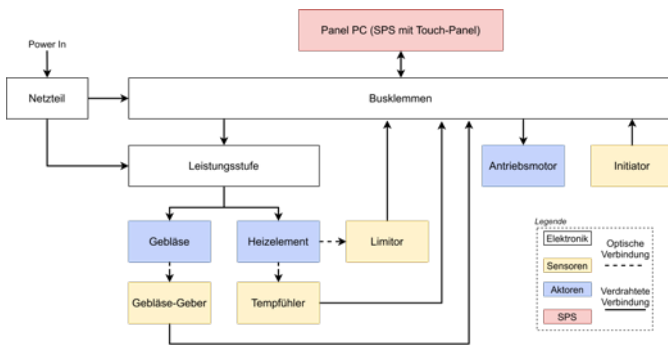 Panel PC (SPS mit Touch-Panel)
Power In
Netzteil
Busklemmen
Leistungsstufe
Antriebsmotor
Initiator
Gebläse
Heizelement
Limitor
Gebläse-Geber
Tempfühler
Legende
Elektronik
Optische
Verbindung
Sensoren
Aktoren
Verdrahtete
Verbindung
SPS